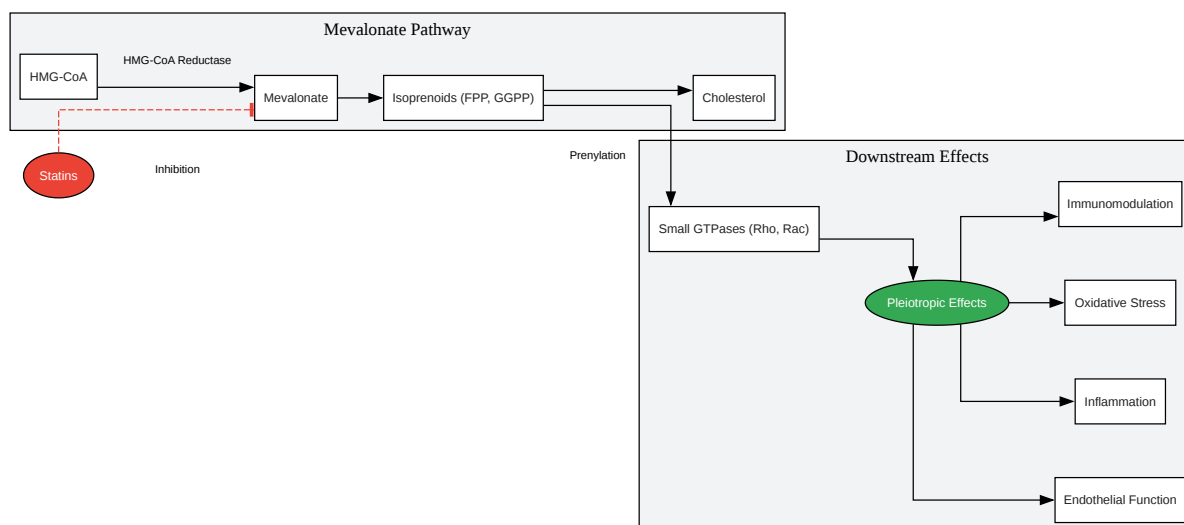 Mevalonate Pathway
HMG-CoA Reductase
HMG-CoA
Mevalonate
Isoprenoids (FPP, GGPP)
Cholesterol
Statins
Inhibition
Prenylation
Downstream Effects
Immunomodulation
Small GTPases (Rho, Rac)
Pleiotropic Effects
Oxidative Stress
Inflammation
Endothelial Function